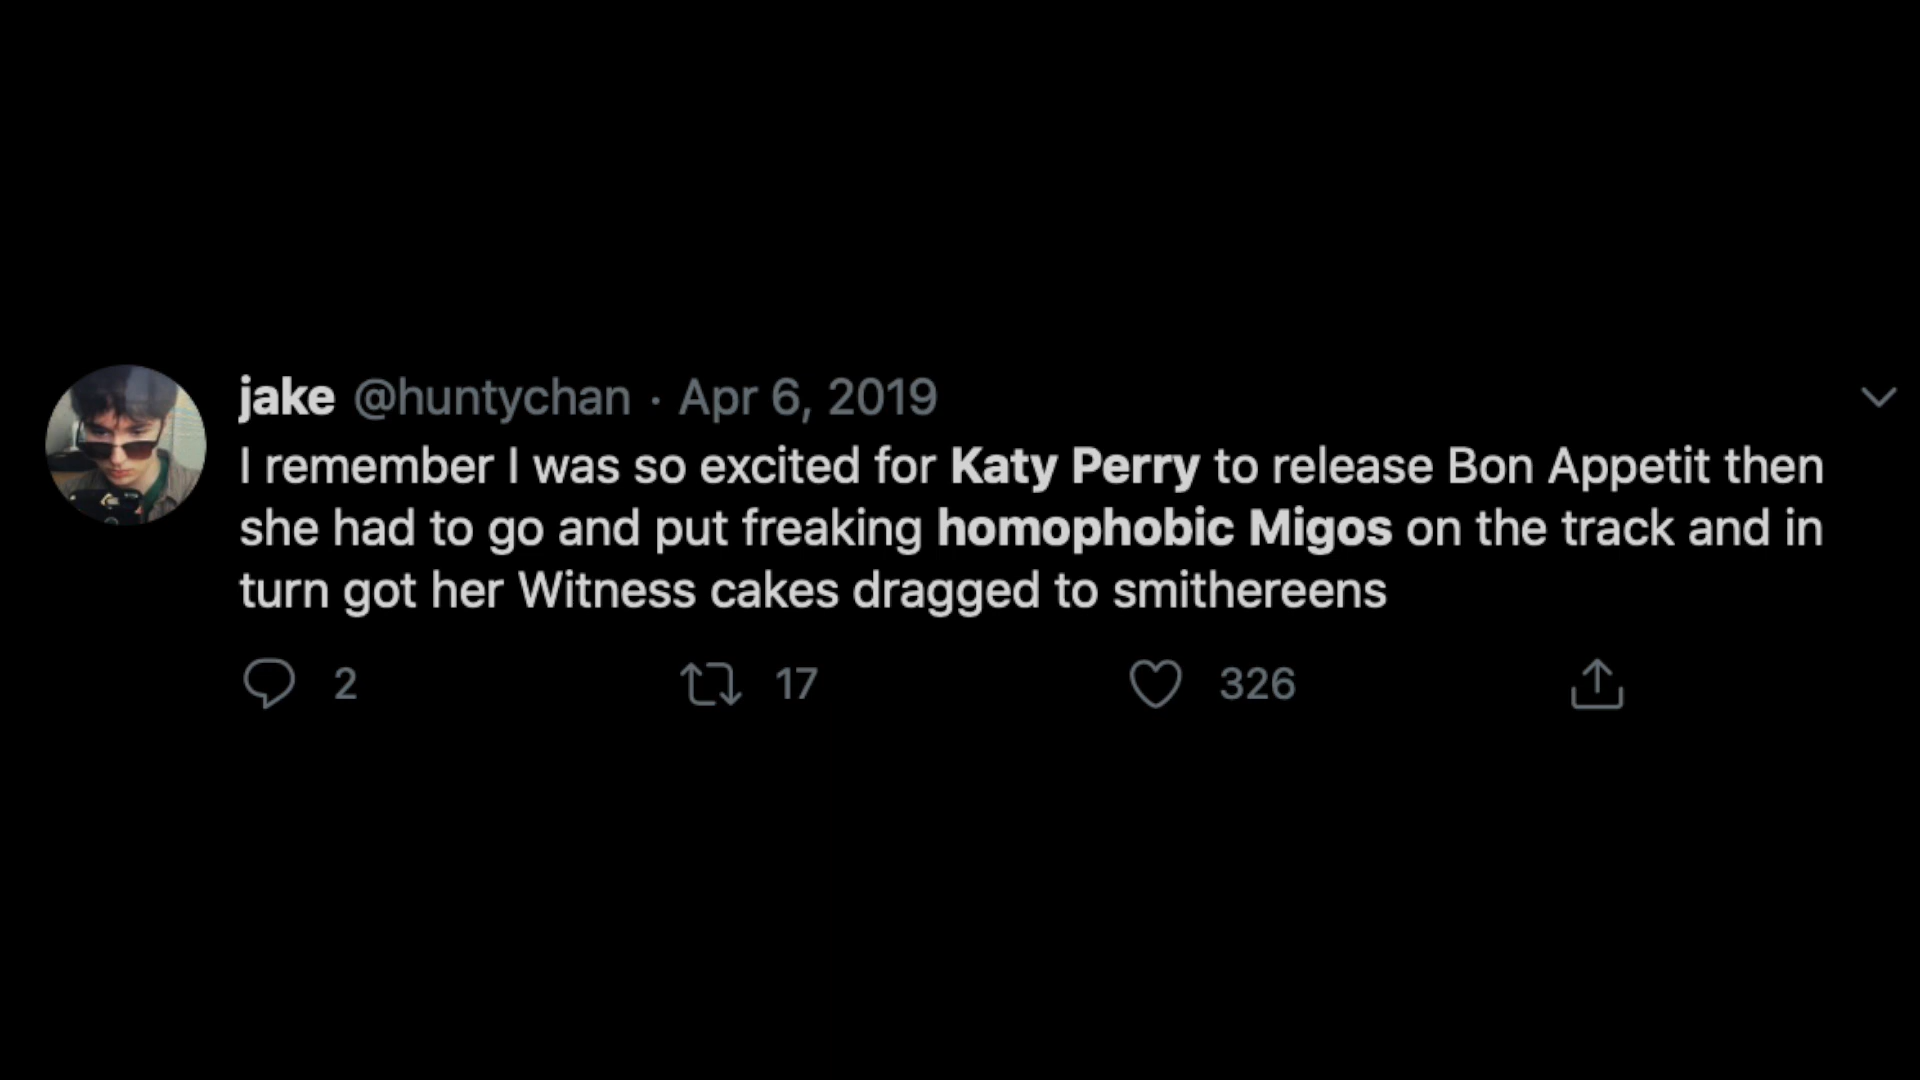 jake @huntychan · Apr 6, 2019
I remember I was so excited for Katy Perry to release Bon Appetit then
she had to go and put freaking homophobic Migos on the track and in
turn got her Witness cakes dragged to smithereens
2 17 326